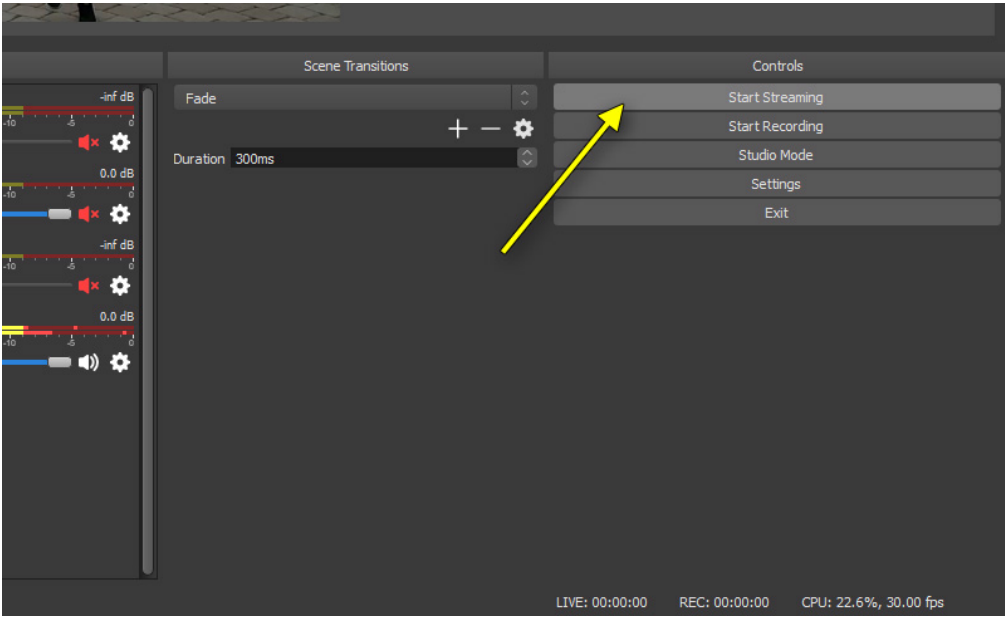 Scene Transitions
Controls
-inf dB
-10 -5 0
0.0 dB
-10 -5 0
-inf dB
-10 -5 0
0.0 dB
-10 -5 0
Fade
Duration 300ms
Start Streaming
Start Recording
Studio Mode
Settings
Exit
LIVE: 00:00:00 REC: 00:00:00 CPU: 22.6%, 30.00 fps